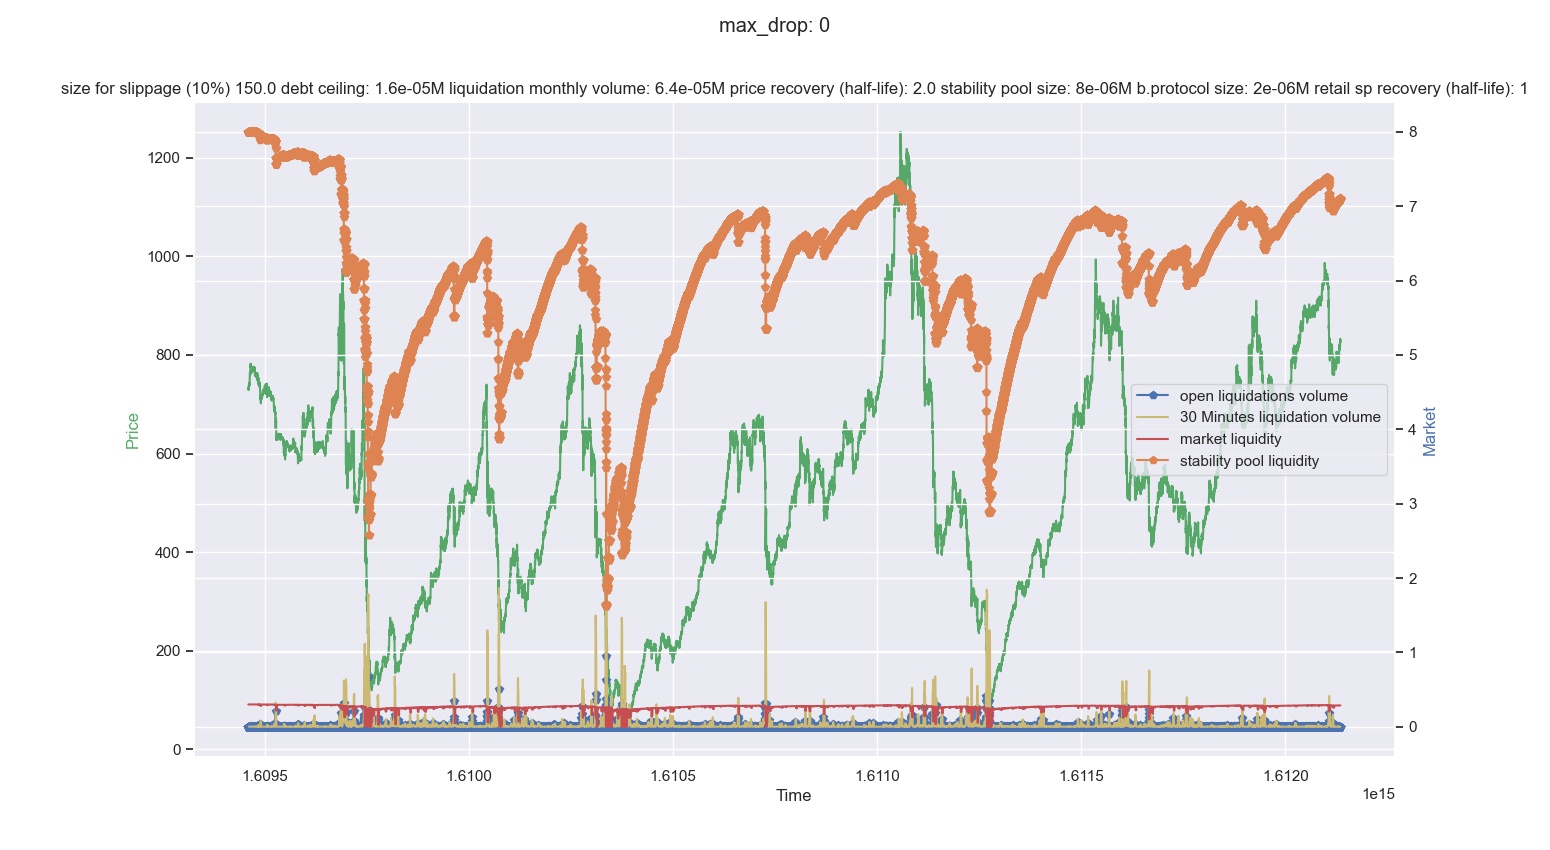 max_drop: 0
size for slippage (10%) 150.0 debt ceiling: 1.6e-05M liquidation monthly volume: 6.4e-05M price recovery (half-life): 2.0 stability pool size: 8e-06M b.protocol size: 2e-06M retail sp recovery (half-life): 1
1200
1000
800
600
400
200
0
Price
8
7
6
5
4
3
2
1
0
Market
open liquidations volume
30 Minutes liquidation volume
market liquidity
stability pool liquidity
1.6095
1.6100
1.6105
1.6110
1.6115
1.6120
1e15
Time